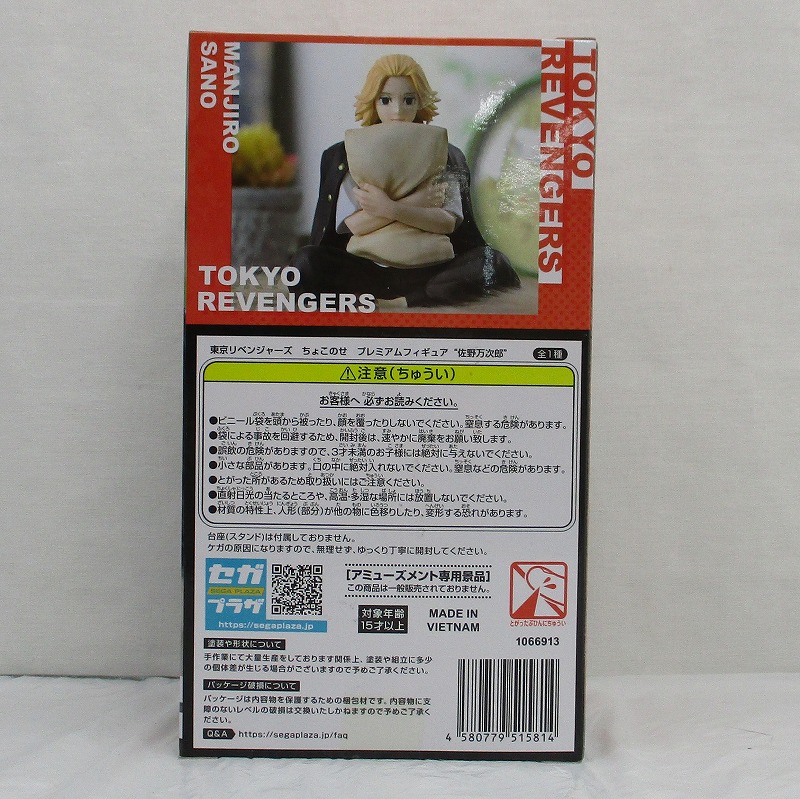 MANJIRO
SANO
TOKYO
REVENGERS
TOKYO
REVENGERS
東京リベンジャーズ ちょこのせ プレミアムフィギュア“佐野万次郎” 全1種
⚠注意(ちゅうい)
お客様へ 必ずお読みください。
●ビニール袋を頭から被ったり、顔を覆ったりしないでください。窒息する危険があります。
●袋による事故を回避するため、開封後は、速やかに廃棄をお願い致します。
●誤飲の危険がありますので、3才未満のお子様には絶対に与えないでください。
●小さな部品があります。口の中に絶対入れないでください。窒息などの危険があります。
●とがった所があるため取り扱いにはご注意ください。
●直射日光の当たるところや、高温・多湿な場所には放置しないでください。
●材質の特性上、人形(部分)が他の物に色移りしたり、変形する恐れがあります。
台座(スタンド)は付属しておりません。
ケガの原因になりますので、無理せず、ゆっくり丁寧に開封してください。
セガ
SEGA PLAZA
プラザ
https://segaplaza.jp/
[アミューズメント専用景品]
この商品は一般販売されておりません。
対象年齢
15才以上
MADE IN
VIETNAM
とがったぶひんにちゅうい
1066913
塗装や形状について
手作業にて大量生産をしております関係上、塗装や組立に多少
の個体差が生じる場合がございますので予めご了承ください。
パッケージ破損について
パッケージは内容物を保護するための梱包材です。内容物に支
障のないレベルの破損は交換いたしかねますので予めご了承く
ださい。
Q&A https://segaplaza.jp/faq
4 580779 515814